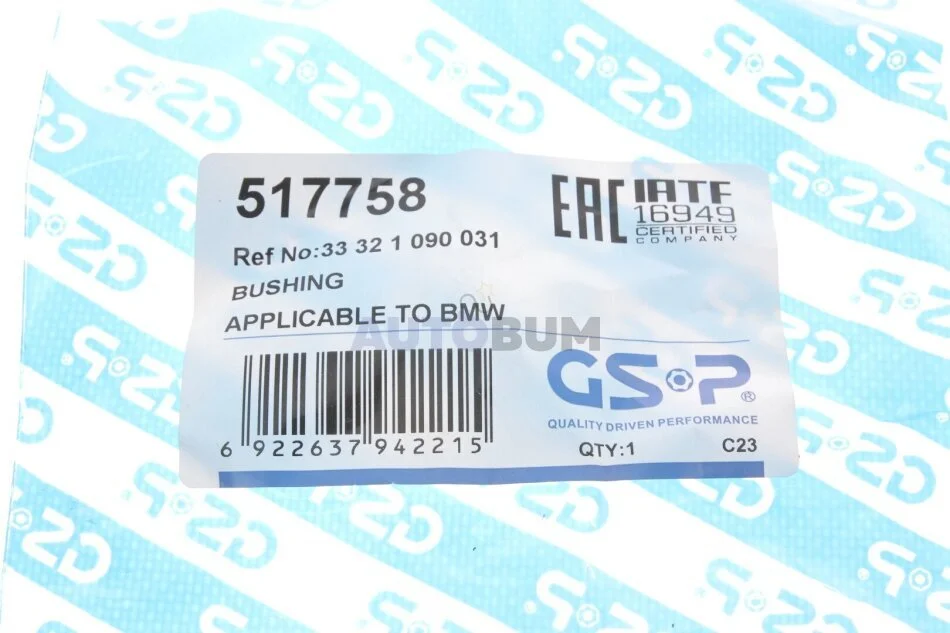 517758
EAC
IATF
16949
CERTIFIED
COMPANY
Ref No:33 32 1 090 031
BUSHING
APPLICABLE TO BMW
AUTOBUM
GSP®
QUALITY DRIVEN PERFORMANCE
6 922637 942215
QTY:1
C23